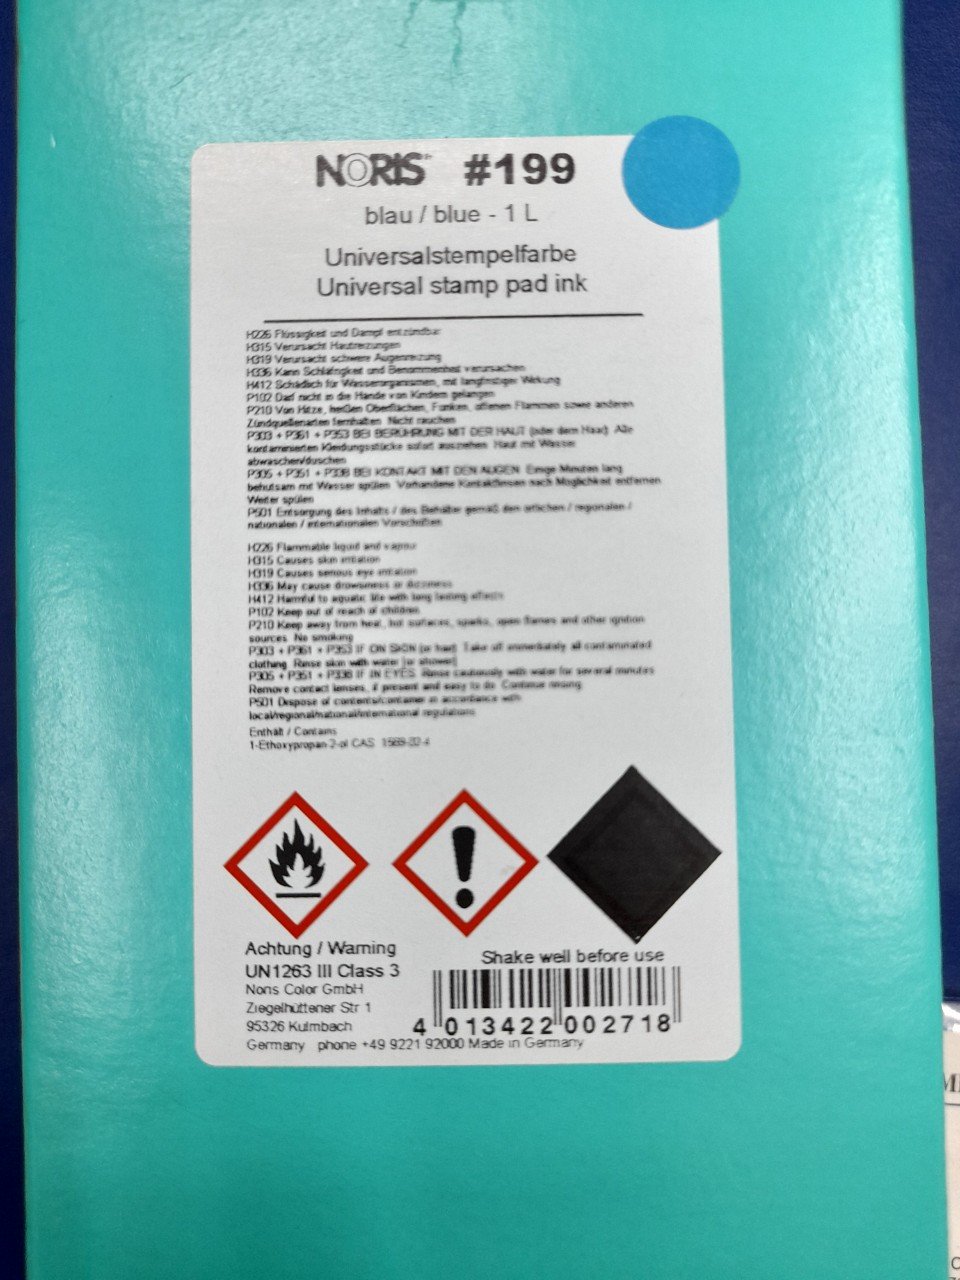 NORIS #199
blau / blue - 1 L
Universalstempelfarbe
Universal stamp pad ink
H226 Flüssigkeit und Dampf entzündbar
H315 Verursacht Hautreizungen
H319 Verursacht schwere Augenreizung
H336 Kann Schläfrigkeit und Benommenheit verursachen
H412 Schädlich für Wasserorganismen, mit langfristiger Wirkung
P102 Darf nicht in die Hände von Kindern gelangen
P210 Von Hitze, heißen Oberflächen, Funken, offenen Flammen sowie anderen
Zündquellenarten fernhalten. Nicht rauchen
P303 + P361 + P353 BEI BERÜHRUNG MIT DER HAUT (oder dem Haar): Alle
kontaminierten Kleidungsstücke sofort ausziehen. Haut mit Wasser
abwaschen/duschen
P305 + P351 + P338 BEI KONTAKT MIT DEN AUGEN: Einige Minuten lang
behutsam mit Wasser spülen. Vorhandene Kontaktlinsen nach Möglichkeit entfernen.
Weiter spülen
P501 Entsorgung des Inhalts / des Behälter gemäß den örtlichen / regionalen /
nationalen / internationalen Vorschriften
H226 Flammable liquid and vapour
H315 Causes skin irritation
H319 Causes serious eye irritation
H336 May cause drowsiness or dizziness
H412 Harmful to aquatic life with long lasting effects
P102 Keep out of reach of children
P210 Keep away from heat, hot surfaces, sparks, open flames and other ignition
sources. No smoking
P303 + P361 + P353 IF ON SKIN (or hair): Take off immediately all contaminated
clothing. Rinse skin with water [or shower]
P305 + P351 + P338 IF IN EYES: Rinse cautiously with water for several minutes
Remove contact lenses, if present and easy to do. Continue rinsing
P501 Dispose of contents/container in accordance with
local/regional/national/international regulations
Enthält / Contains
1-Ethoxypropan-2-ol CAS: 1569-02-4
Achtung / Warning
Shake well before use
UN1263 III Class 3
Noris Color GmbH
Ziegelhüttener Str 1
95326 Kulmbach
4 013422 002718
Germany phone +49 9221 92000 Made in Germany